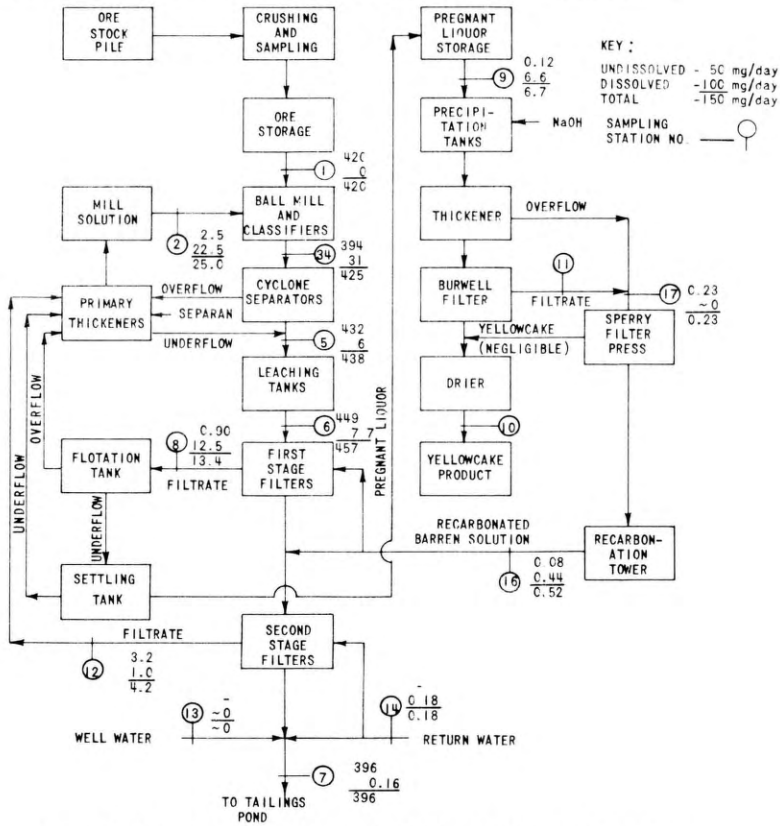 ORE
STOCK
PILE
CRUSHING
AND
SAMPLING
PREGNANT
LIQUOR
STORAGE
KEY :
UNDISSOLVED - 50 mg/day
DISSOLVED -100 mg/day
TOTAL -150 mg/day
SAMPLING
STATION NO.
9
0.12
6.6
6.7
ORE
STORAGE
PRECIPI-
TATION
TANKS
NaOH
1
420
0
420
MILL
SOLUTION
2
2.5
22.5
25.0
BALL MILL
AND
CLASSIFIERS
THICKENER
OVERFLOW
34
394
31
425
PRIMARY
THICKENERS
OVERFLOW
SEPARAN
UNDERFLOW
CYCLONE
SEPARATORS
BURWELL
FILTER
11
FILTRATE
17
0.23
~0
0.23
5
432
6
438
YELLOWCAKE
(NEGLIGIBLE)
SPERRY
FILTER
PRESS
LEACHING
TANKS
DRIER
PREGNANT LIQUOR
6
449
7 7
457
10
OVERFLOW
UNDERFLOW
FLOTATION
TANK
8
0.90
12.5
13.4
FILTRATE
FIRST
STAGE
FILTERS
YELLOWCAKE
PRODUCT
UNDERFLOW
RECARBONATED
BARREN SOLUTION
16
0.08
0.44
0.52
RECARBON-
ATION
TOWER
SETTLING
TANK
FILTRATE
12
3.2
1.0
4.2
SECOND
STAGE
FILTERS
13
-
~0
~0
14
-
0.18
0.18
WELL WATER
RETURN WATER
7
396
0.16
396
TO TAILINGS
POND